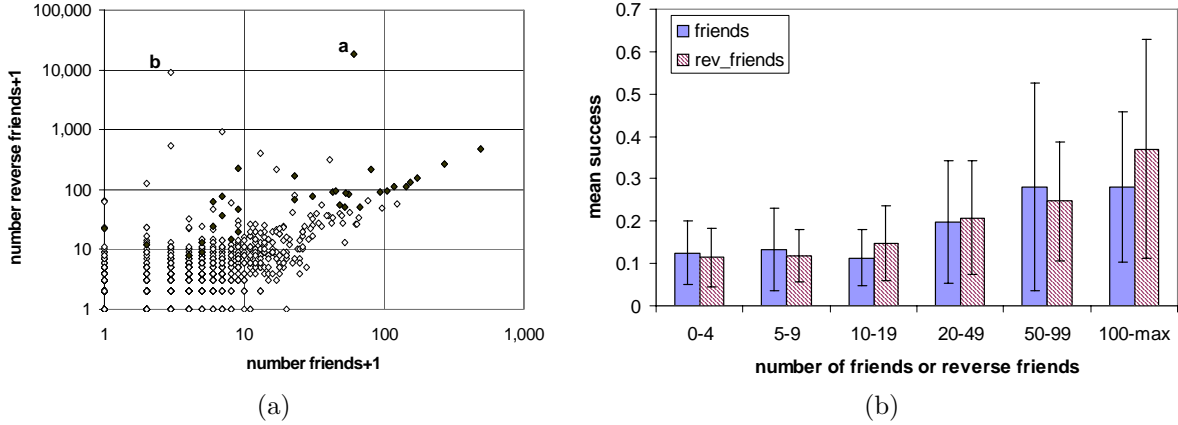 100,000
10,000
1,000
100
10
1
number reverse friends+1
a
b
1
10
100
1,000
number friends+1
(a)
0.7
0.6
0.5
0.4
0.3
0.2
0.1
0
mean success
friends
rev_friends
0-4
5-9
10-19
20-49
50-99
100-max
number of friends or reverse friends
(b)